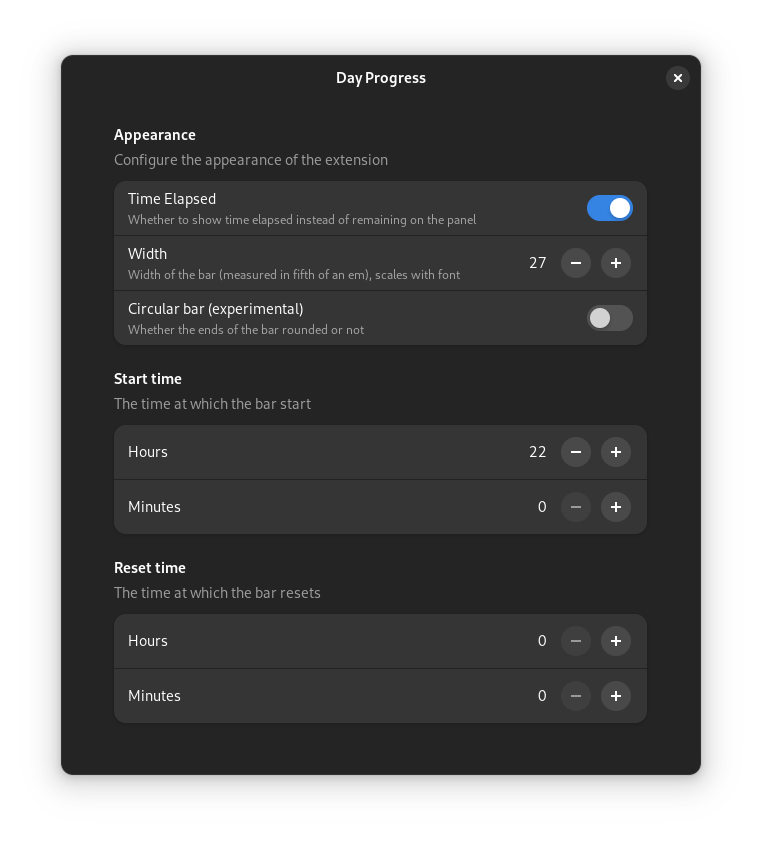 Day Progress
Appearance
Configure the appearance of the extension
Time Elapsed
Whether to show time elapsed instead of remaining on the panel
Width
Width of the bar (measured in fifth of an em), scales with font
27
Circular bar (experimental)
Whether the ends of the bar rounded or not
Start time
The time at which the bar start
Hours 22
Minutes 0
Reset time
The time at which the bar resets
Hours 0
Minutes 0